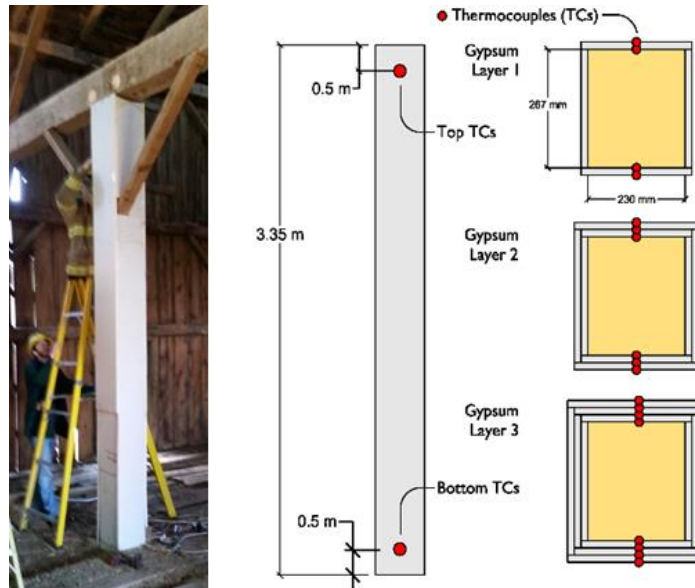 Thermocouples (TCs)
Gypsum
Layer 1
0.5 m
267 mm
Top TCs
230 mm
3.35 m
Gypsum
Layer 2
Gypsum
Layer 3
Bottom TCs
0.5 m